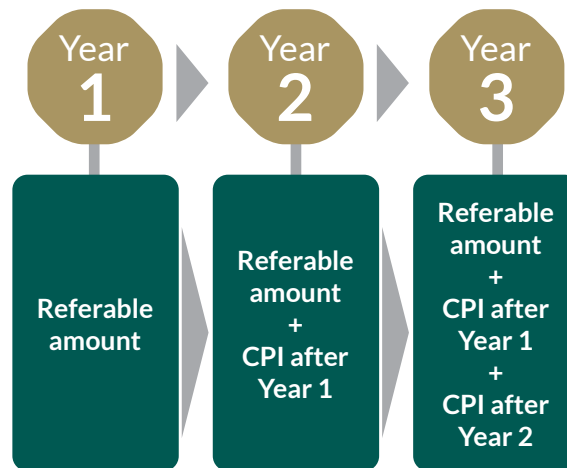 Year
1
Year
2
Year
3
Referable
amount
Referable
amount
+
CPI after
Year 1
Referable
amount
+
CPI after
Year 1
+
CPI after
Year 2